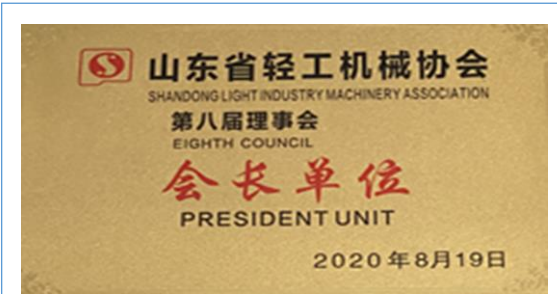 山东省轻工机械协会
SHANDONG LIGHT INDUSTRY MACHINERY ASSOCIATION
第八届理事会
EIGHTH COUNCIL
会长单位
PRESIDENT UNIT
2020年8月19日